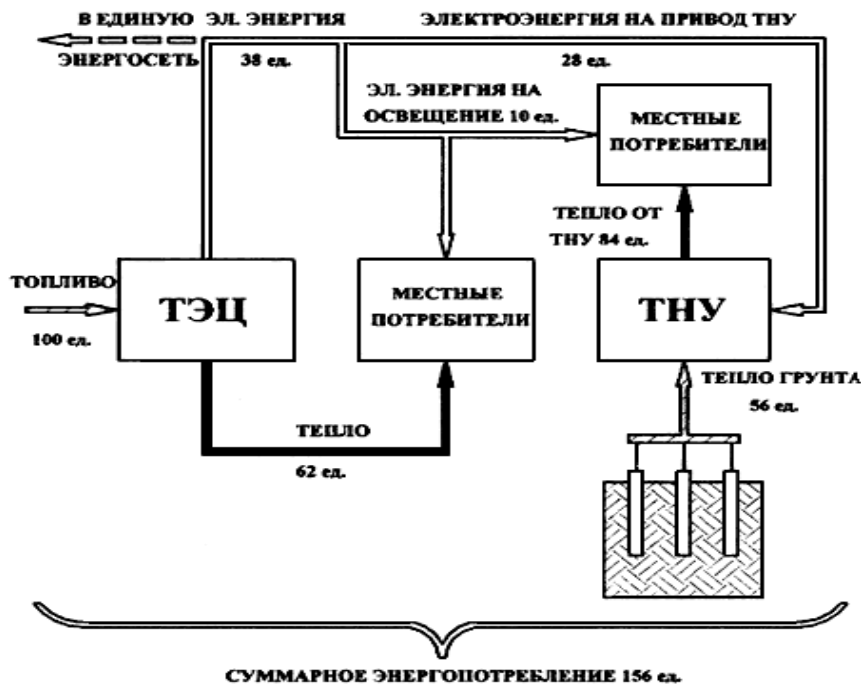 В ЕДИНУЮ
ЭНЕРГОСЕТЬ
ЭЛ. ЭНЕРГИЯ
38 ед.
ЭЛЕКТРОЭНЕРГИЯ НА ПРИВОД ТНУ
28 ед.
ЭЛ. ЭНЕРГИЯ НА
ОСВЕЩЕНИЕ 10 ед.
МЕСТНЫЕ
ПОТРЕБИТЕЛИ
ТЕПЛО ОТ
ТНУ 84 ед.
ТОПЛИВО
100 ед.
ТЭЦ
МЕСТНЫЕ
ПОТРЕБИТЕЛИ
ТНУ
ТЕПЛО ГРУНТА
56 ед.
ТЕПЛО
62 ед.
СУММАРНОЕ ЭНЕРГОПОТРЕБЛЕНИЕ 156 ед.